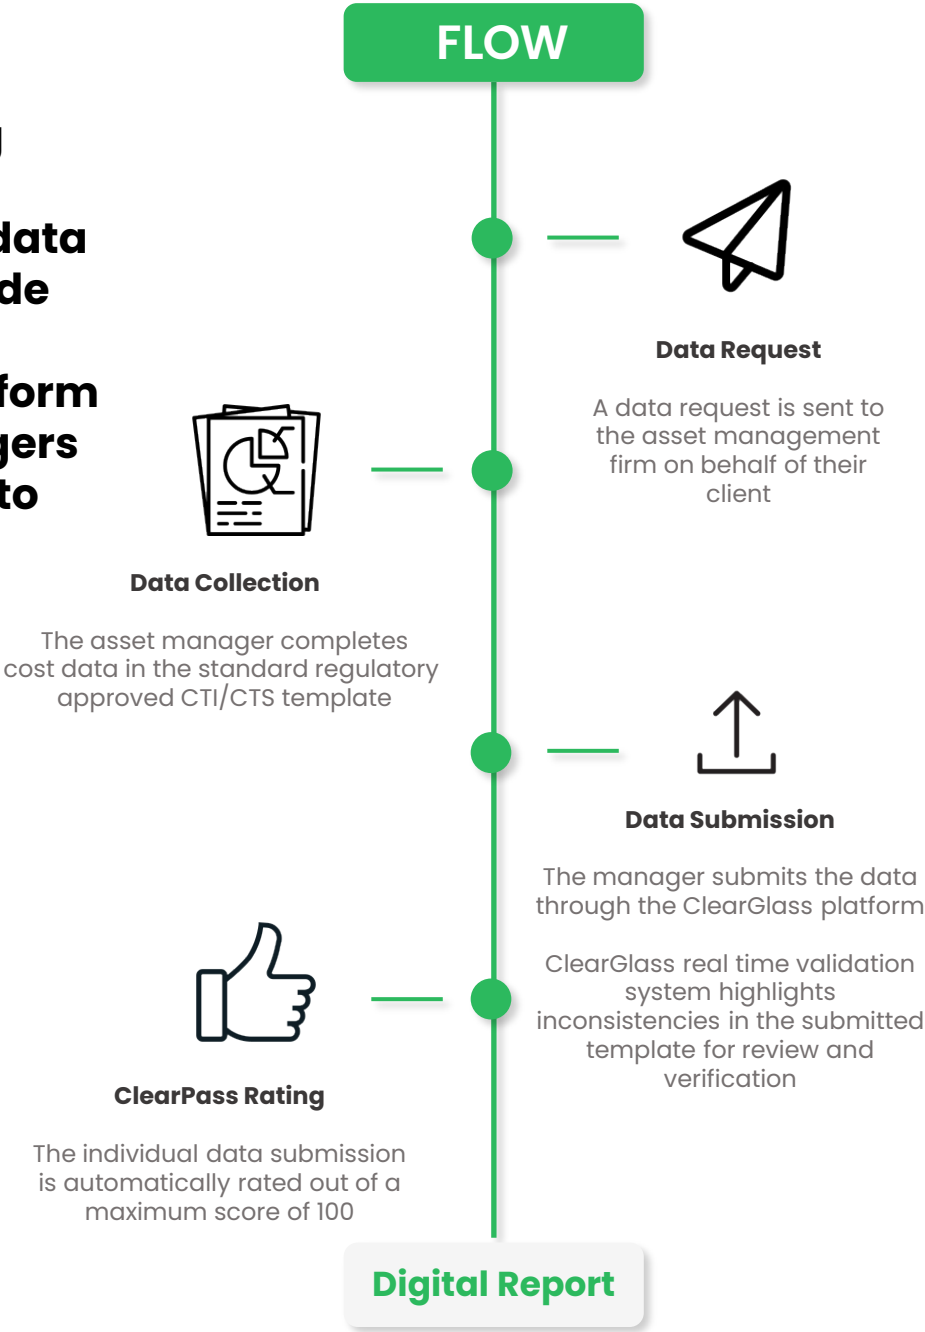 FLOW
data
form
to
Data Request
A data request is sent to
the asset management
firm on behalf of their
client
Data Collection
The asset manager completes
cost data in the standard regulatory
approved CTI/CTS template
Data Submission
The manager submits the data
through the ClearGlass platform
ClearGlass real time validation
system highlights
inconsistencies in the submitted
template for review and
verification
ClearPass Rating
The individual data submission
is automatically rated out of a
maximum score of 100
Digital Report